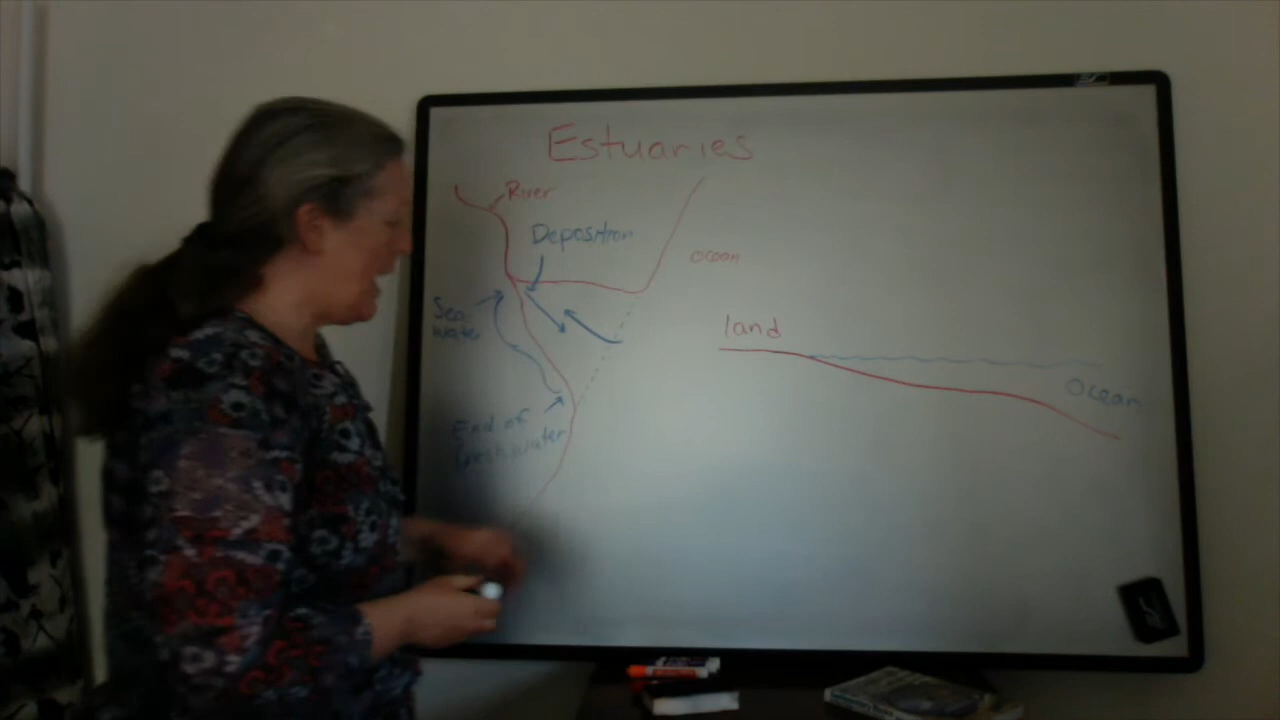 Estuaries
River
Deposition
ocean
Sea
water
land
Ocean
End of
freshwater